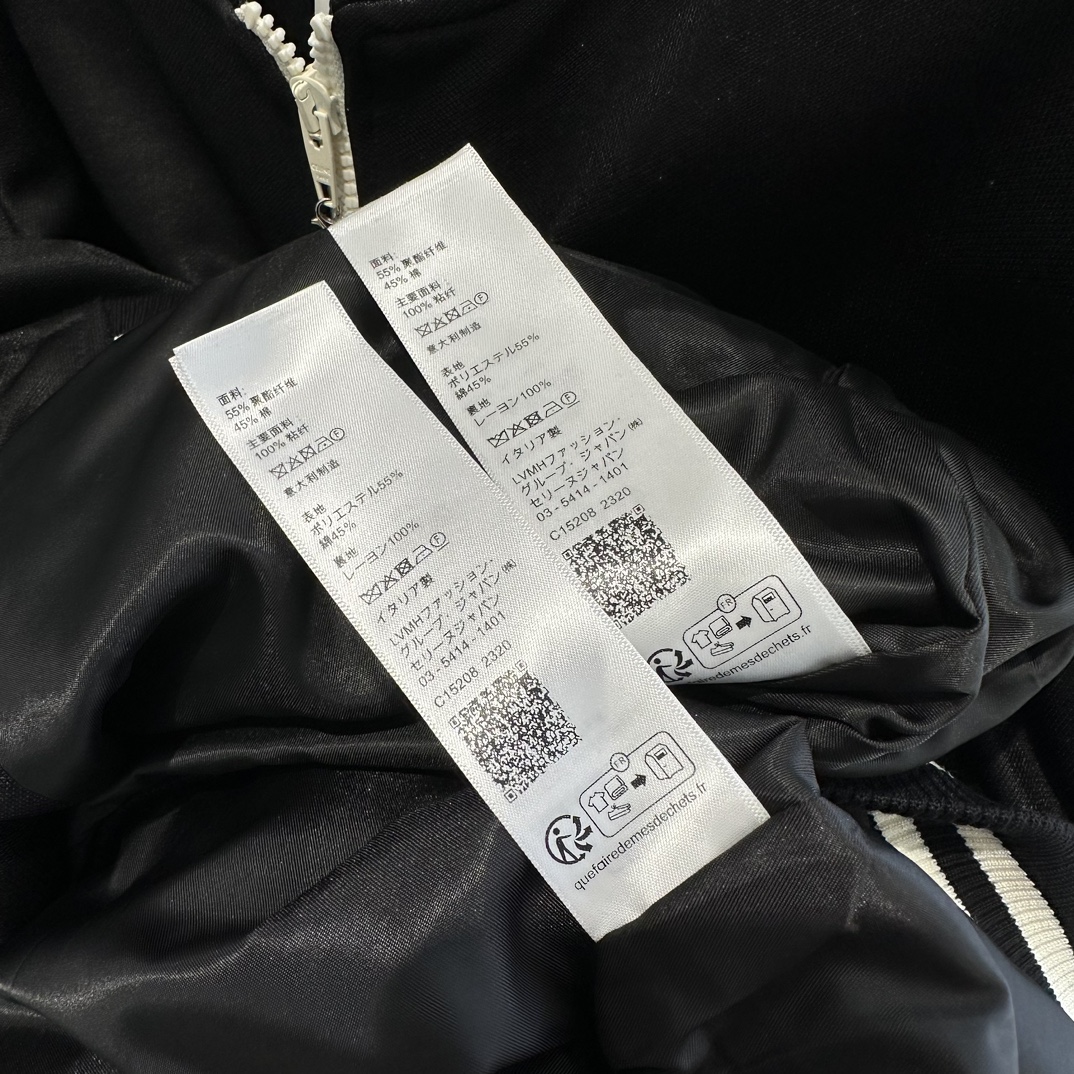 面料:
55% 聚酯纤维
45% 棉
主要面料:
100% 粘纤
F
意大利制造
表地
ポリエステル55%
綿45%
裏地
レーヨン100%
F
イタリア製
LVMHファッション・
グループ・ジャパン㈱
セリーヌジャパン
03-5414-1401
C15208 2320
FR
quefairedemesdechets.fr
面料:
55% 聚酯纤维
45% 棉
主要面料:
100% 粘纤
F
意大利制造
表地
ポリエステル55%
綿45%
裏地
レーヨン100%
F
イタリア製
LVMHファッション・
グループ・ジャパン㈱
セリーヌジャパン
03-5414-1401
C15208 2320
FR
airedemesdechets.fr